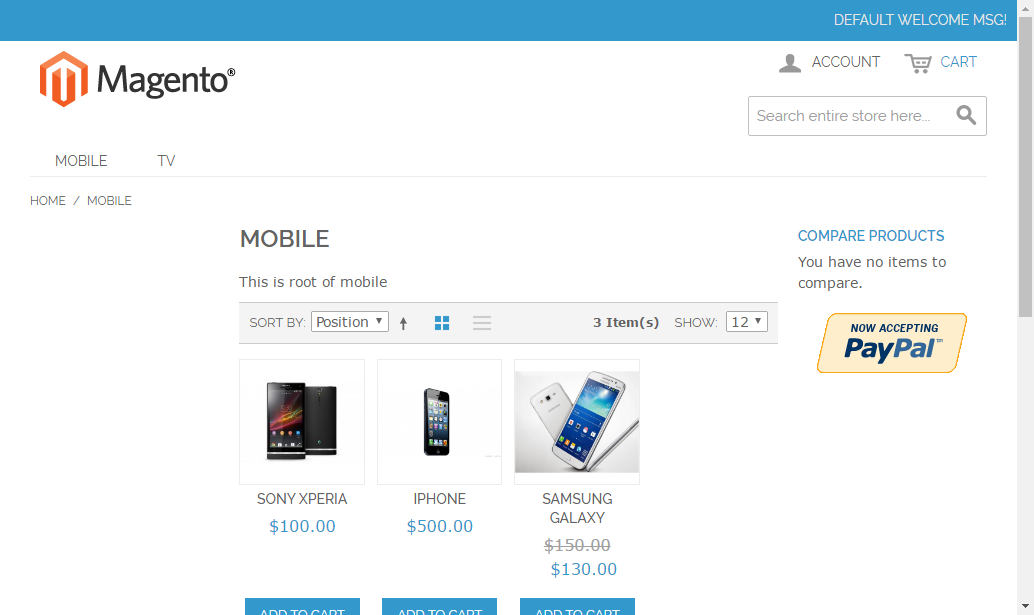 DEFAULT WELCOME MSG!
Magento®
ACCOUNT
CART
Search entire store here...
MOBILE
TV
HOME / MOBILE
MOBILE
This is root of mobile
SORT BY: Position
3 Item(s)
SHOW: 12
COMPARE PRODUCTS
You have no items to
compare.
NOW ACCEPTING
PayPal™
SONY XPERIA
$100.00
IPHONE
$500.00
SAMSUNG
GALAXY
$150.00
$130.00
ADD TO CART
ADD TO CART
ADD TO CART